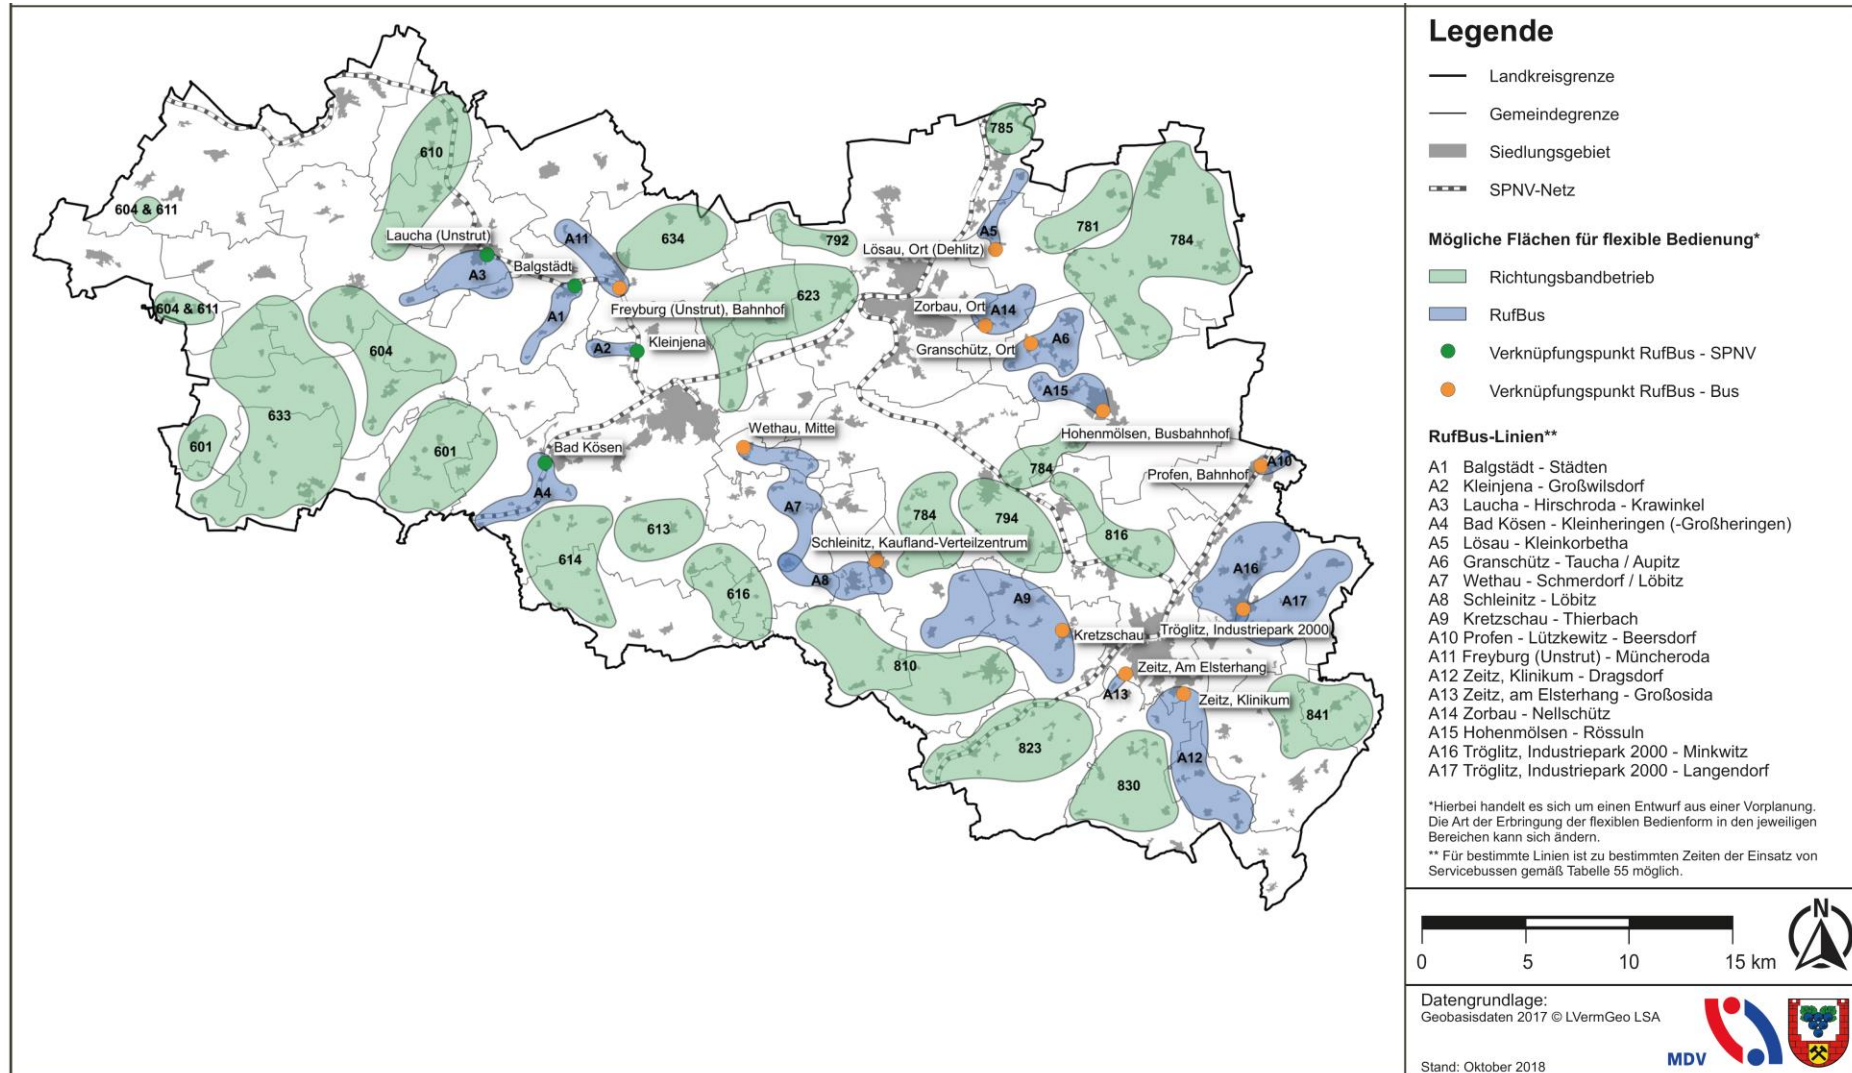 785
610
604 & 611
A11
634
792
781
784
Laucha (Unstrut)
A5
Lösau, Ort (Dehlitz)
A3
Balgstädt
623
604 & 611
A1
Freyburg (Unstrut), Bahnhof
Zorbau, Ort
A14
604
A2
Kleinjena
Granschütz, Ort
A6
A15
633
Wethau, Mitte
Hohenmölsen, Busbahnhof
601
601
Bad Kösen
784
Profen, Bahnhof
A10
A4
A7
784
794
613
816
614
Schleinitz, Kaufland-Verteilzentrum
A16
A8
616
A9
A17
Kretzschau
Tröglitz, Industriepark 2000
810
Zeitz, Am Elsterhang
A13
Zeitz, Klinikum
841
823
A12
830
Legende
Landkreisgrenze
Gemeindegrenze
Siedlungsgebiet
SPNV-Netz
Mögliche Flächen für flexible Bedienung*
Richtungsbandbetrieb
RufBus
Verknüpfungspunkt RufBus - SPNV
Verknüpfungspunkt RufBus - Bus
RufBus-Linien**
A1 Balgstädt - Städten
A2 Kleinjena - Großwilsdorf
A3 Laucha - Hirschroda - Krawinkel
A4 Bad Kösen - Kleinheringen (-Großheringen)
A5 Lösau - Kleinkorbetha
A6 Granschütz - Taucha / Aupitz
A7 Wethau - Schmerdorf / Löbitz
A8 Schleinitz - Löbitz
A9 Kretzschau - Thierbach
A10 Profen - Lützkewitz - Beersdorf
A11 Freyburg (Unstrut) - Müncheroda
A12 Zeitz, Klinikum - Dragsdorf
A13 Zeitz, am Elsterhang - Großosida
A14 Zorbau - Nellschütz
A15 Hohenmölsen - Rössuln
A16 Tröglitz, Industriepark 2000 - Minkwitz
A17 Tröglitz, Industriepark 2000 - Langendorf
*Hierbei handelt es sich um einen Entwurf aus einer Vorplanung.
Die Art der Erbringung der flexiblen Bedienform in den jeweiligen
Bereichen kann sich ändern.
** Für bestimmte Linien ist zu bestimmten Zeiten der Einsatz von
Servicebussen gemäß Tabelle 55 möglich.
N
0 5 10 15 km
Datengrundlage:
Geobasisdaten 2017 © LVermGeo LSA
MDV
Stand: Oktober 2018